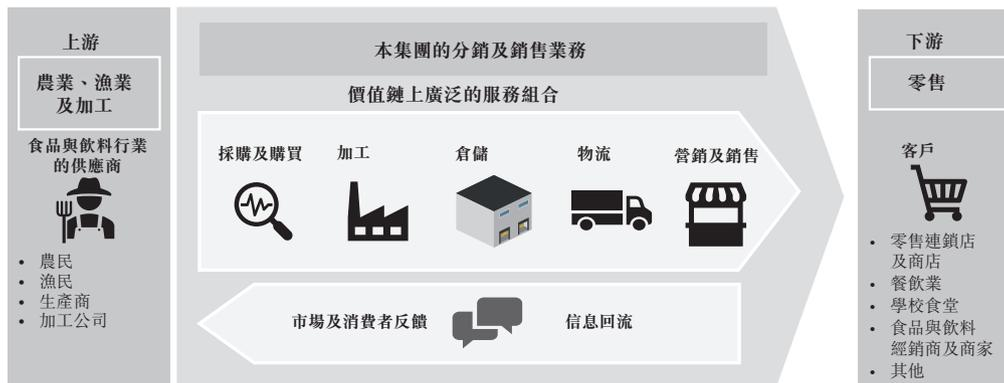 上游
農業、漁業
及加工
食品與飲料行業
的供應商
• 農民
• 漁民
• 生產商
• 加工公司
本集團的分銷及銷售業務
價值鏈上廣泛的服務組合
採購及購買
加工
倉儲
物流
營銷及銷售
市場及消費者反饋
信息回流
下游
零售
客戶
• 零售連鎖店
及商店
• 餐飲業
• 學校食堂
• 食品與飲料
經銷商及商家
• 其他